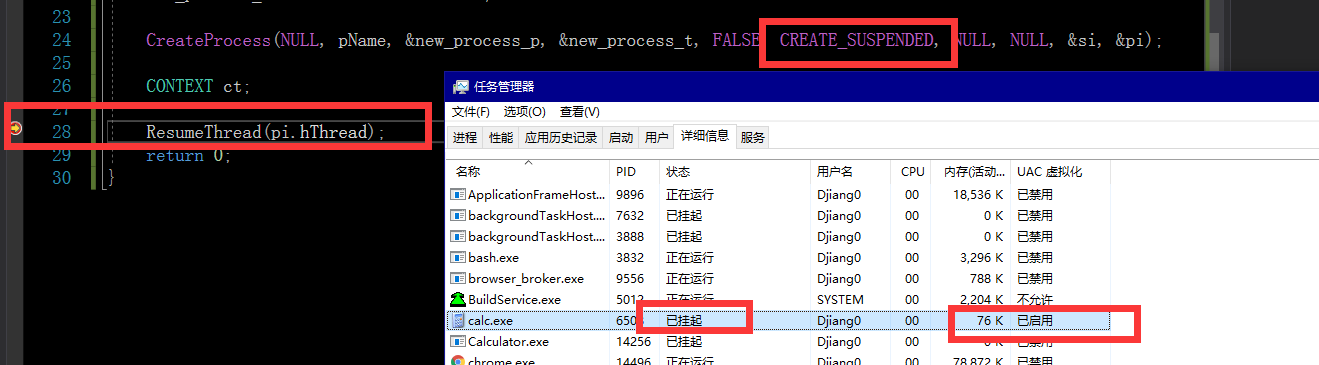 23
24 CreateProcess(NULL, pName, &new_process_p, &new_process_t, FALSE, CREATE_SUSPENDED, NULL, NULL, &si, &pi);
25
26 CONTEXT ct;
27
28 ResumeThread(pi.hThread);
29 return 0;
30 }
任务管理器
文件(F) 选项(O) 查看(V)
进程 性能 应用历史记录 启动 用户 详细信息 服务
名称 PID 状态 用户名 CPU 内存(活动... UAC 虚拟化
ApplicationFrameHost... 9896 正在运行 Djiang0 00 18,536 K 已禁用
backgroundTaskHost.... 7632 已挂起 Djiang0 00 0 K 已禁用
backgroundTaskHost.... 3888 已挂起 Djiang0 00 0 K 已禁用
bash.exe 3832 正在运行 Djiang0 00 3,296 K 已禁用
browser_broker.exe 9556 正在运行 Djiang0 00 788 K 已禁用
BuildService.exe 5012 正在运行 SYSTEM 00 2,204 K 不允许
calc.exe 已挂起 Djiang0 00 76 K 已启用
Calculator.exe 14256 已挂起 Djiang0 00 0 K 已禁用
chrome.exe 14496 正在运行 Djiang0 00 78,872 K 已禁用